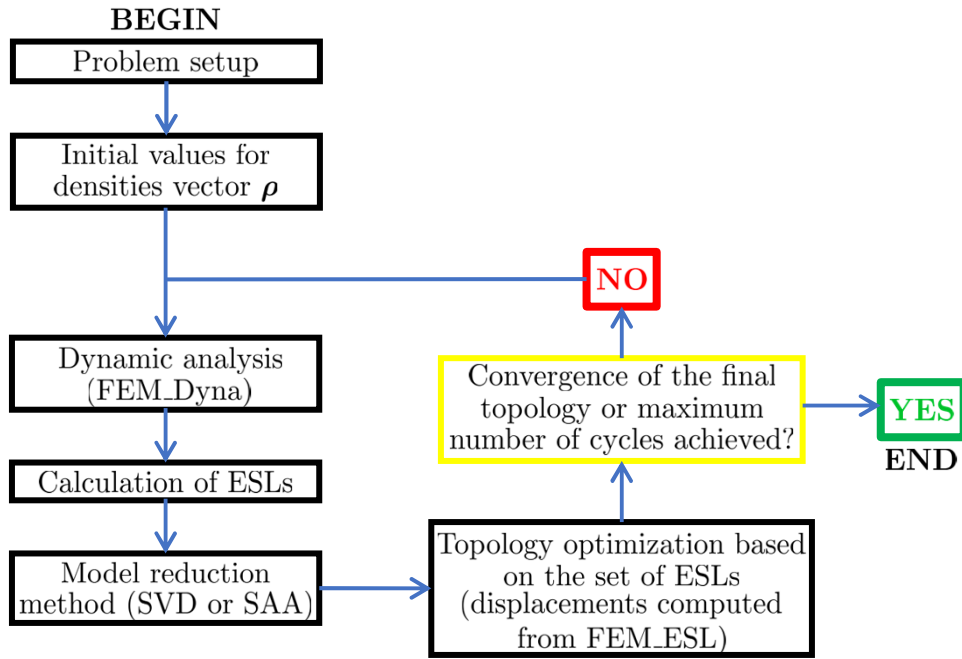 BEGIN
Problem setup
Initial values for
densities vector ρ
NO
Dynamic analysis
(FEM_Dyna)
Convergence of the final
topology or maximum
number of cycles achieved?
YES
END
Calculation of ESLs
Model reduction
method (SVD or SAA)
Topology optimization based
on the set of ESLs
(displacements computed
from FEM_ESL)